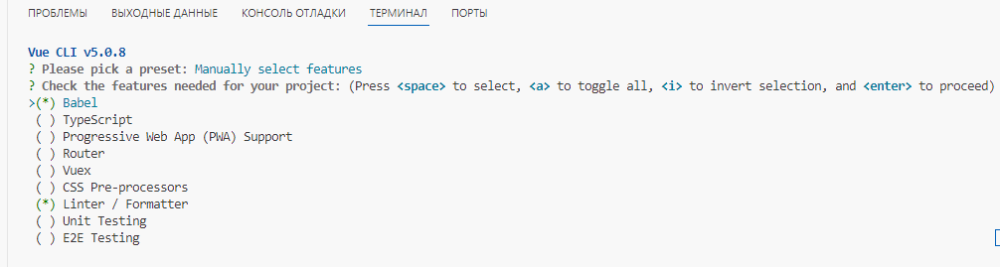 ПРОБЛЕМЫ ВЫХОДНЫЕ ДАННЫЕ КОНСОЛЬ ОТЛАДКИ ТЕРМИНАЛ ПОРТЫ
Vue CLI v5.0.8
? Please pick a preset: Manually select features
? Check the features needed for your project: (Press <space> to select, <a> to toggle all, <i> to invert selection, and <enter> to proceed)
>(*) Babel
( ) TypeScript
( ) Progressive Web App (PWA) Support
( ) Router
( ) Vuex
( ) CSS Pre-processors
(*) Linter / Formatter
( ) Unit Testing
( ) E2E Testing